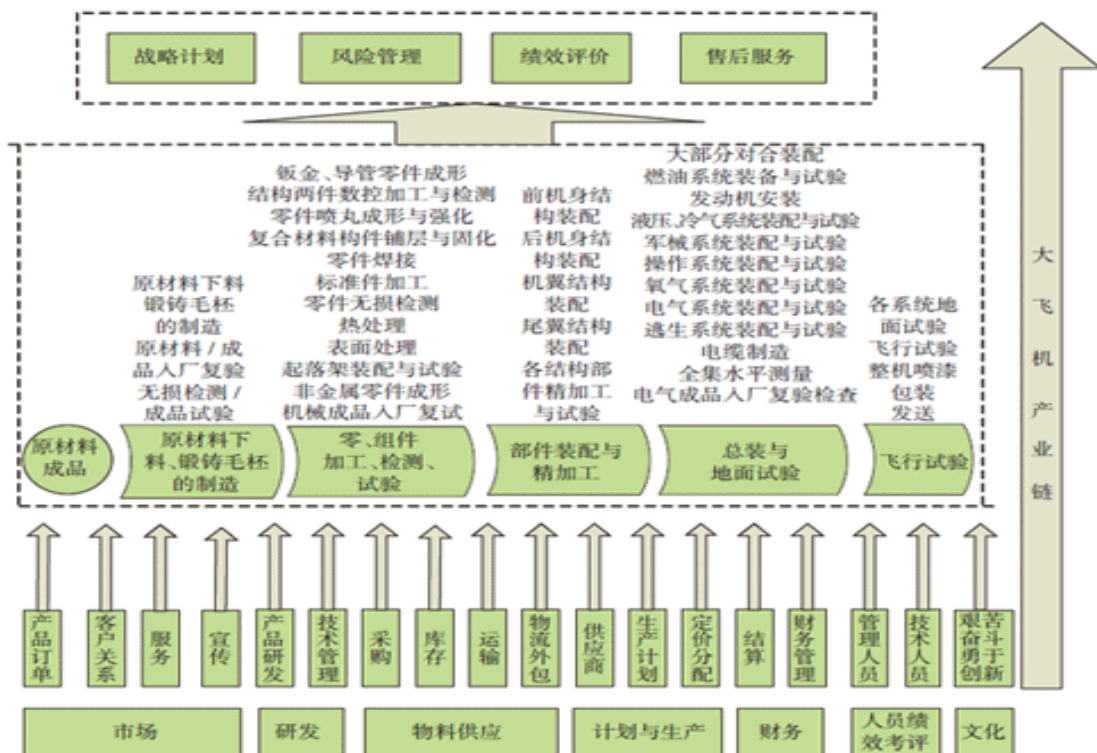 战略计划
风险管理
绩效评价
售后服务
原材料下料
锻铸毛坯
的制造
原材料/成
品入厂复验
无损检测/
成品试验
钣金、导管零件成形
结构两件数控加工与检测
零件喷丸成形与强化
复合材料构件铺层与固化
零件焊接
标准件加工
零件无损检测
热处理
表面处理
起落架装配与试验
非金属零件成形
机械成品入厂复试
前机身结
构装配
后机身结
构装配
机翼结构
装配
尾翼结构
装配
各结构部
件精加工
与试验
大部分对合装配
燃油系统装备与试验
发动机安装
液压、冷气系统装配与试验
军械系统装配与试验
操作系统装配与试验
氧气系统装配与试验
电气系统装配与试验
逃生系统装配与试验
电缆制造
全集水平测量
电气成品入厂复验检查
各系统地
面试验
飞行试验
整机喷漆
包装
发送
原材料
成品
原材料下
料、锻铸毛坯
的制造
零、组件
加工、检测、
试验
部件装配与
精加工
总装与
地面试验
飞行试验
大飞机产业链
产品订单
客户关系
服务
宣传
产品研发
技术管理
采购
库存
运输
物流外包
供应商
生产计划
定价分配
结算
财务管理
管理人员
技术人员
艰奋勇创
苦斗于新
市场
研发
物料供应
计划与生产
财务
人员绩
效考评
文化